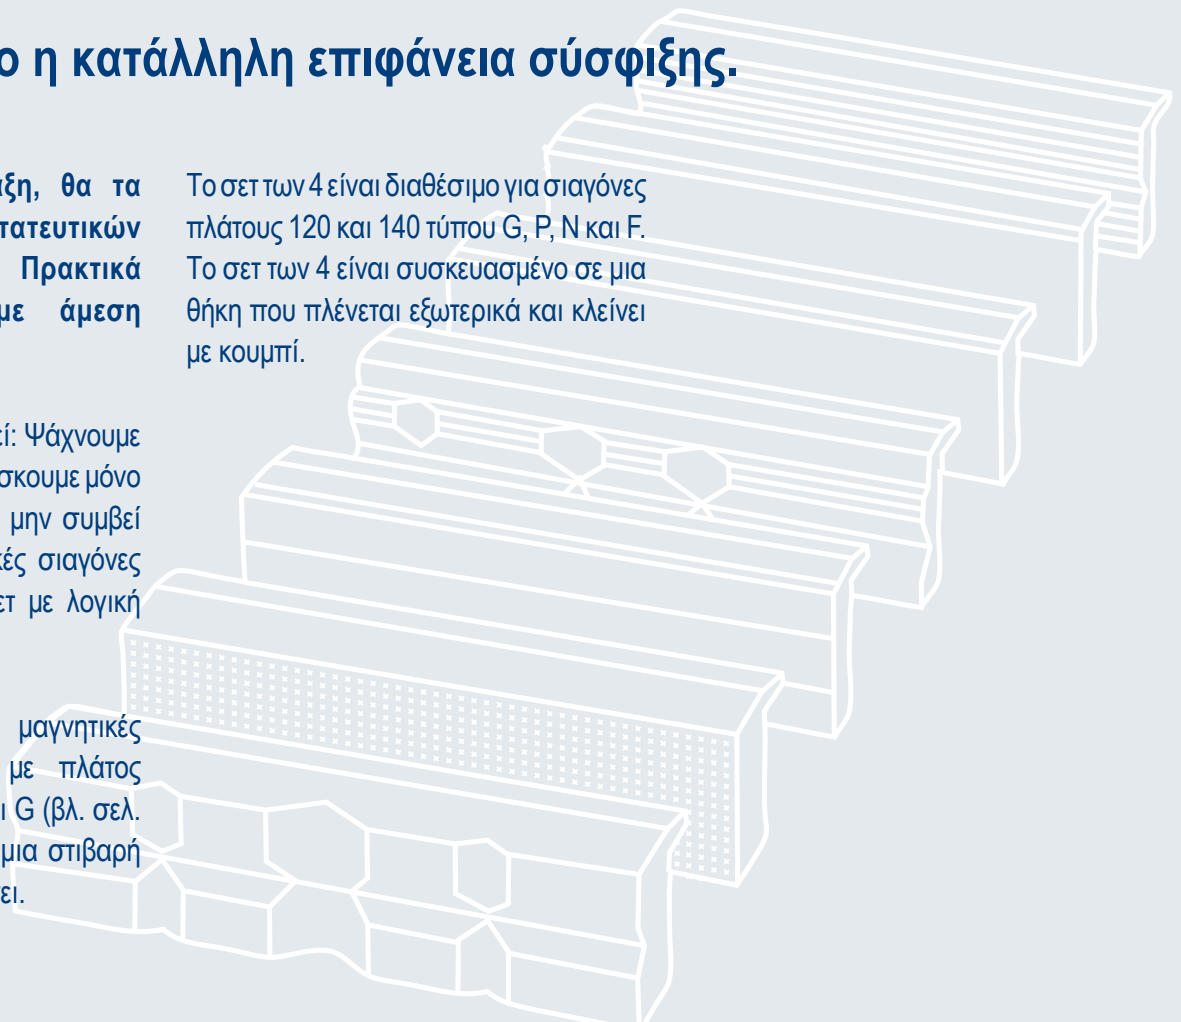 ο η κατάλληλη επιφάνεια σύσφιξης.
ξη, θα τα
τατευτικών
Πρακτικά
με άμεση
εί: Ψάχνουμε
σκουμε μόνο
μην συμβεί
κές σιαγόνες
ετ με λογική
μαγνητικές
με πλάτος
ι G (βλ. σελ.
μια στιβαρή
ει.
Το σετ των 4 είναι διαθέσιμο για σιαγόνες
πλάτους 120 και 140 τύπου G, P, N και F.
Το σετ των 4 είναι συσκευασμένο σε μια
θήκη που πλένεται εξωτερικά και κλείνει
με κουμπί.